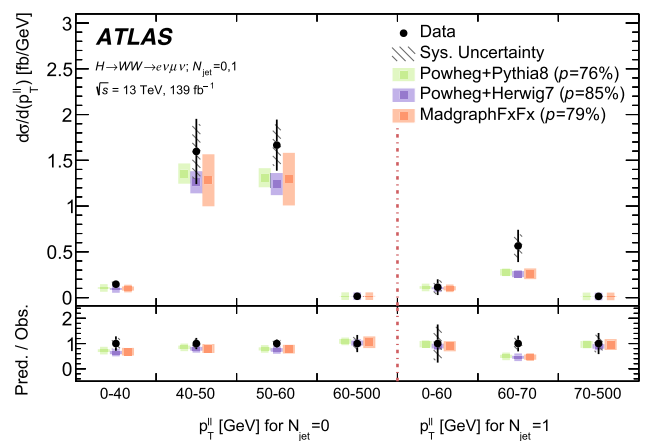 ATLAS
H→WW→eνμν; N_jet=0,1
√s = 13 TeV, 139 fb⁻¹
Data
Sys. Uncertainty
Powheg+Pythia8 (p=76%)
Powheg+Herwig7 (p=85%)
MadgraphFxFx (p=79%)
dσ/d(p_T^ll) [fb/GeV]
3
2.5
2
1.5
1
0.5
0
Pred. / Obs.
2
1
0
0-40 40-50 50-60 60-500 0-60 60-70 70-500
p_T^ll [GeV] for N_jet=0 p_T^ll [GeV] for N_jet=1